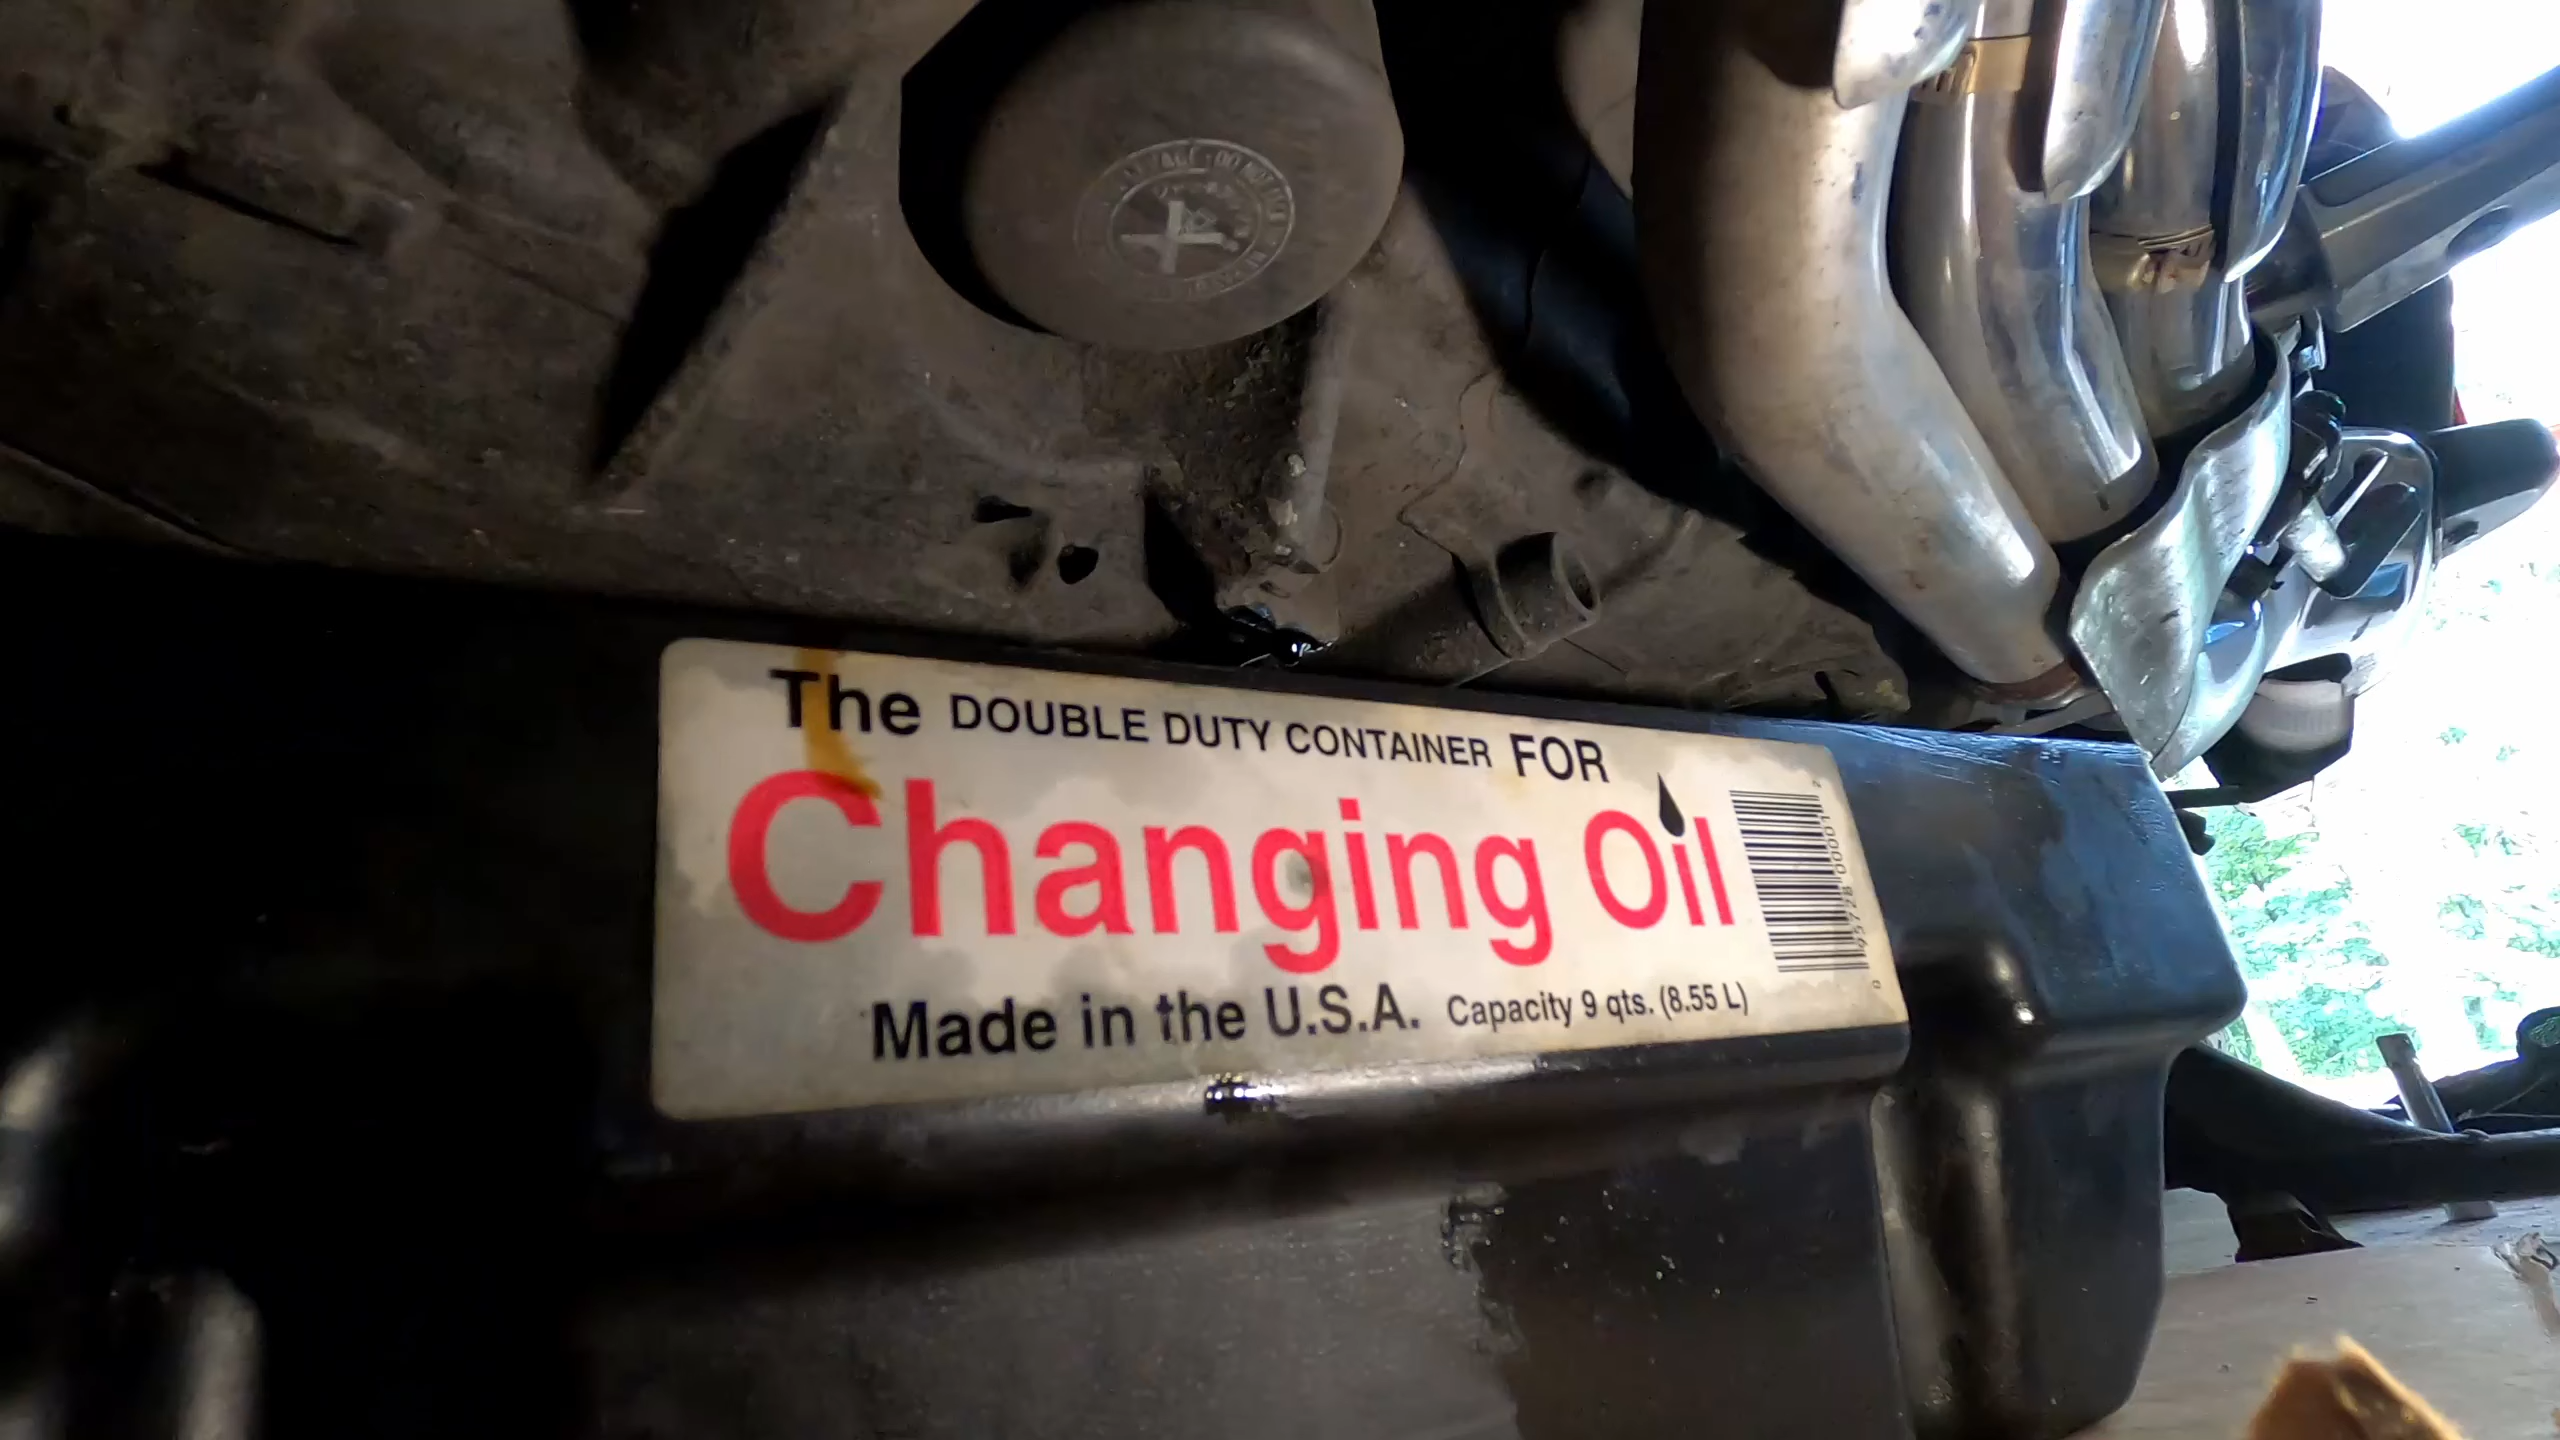 The DOUBLE DUTY CONTAINER FOR
Changing Oil
Made in the U.S.A. Capacity 9 qts. (8.55 L)